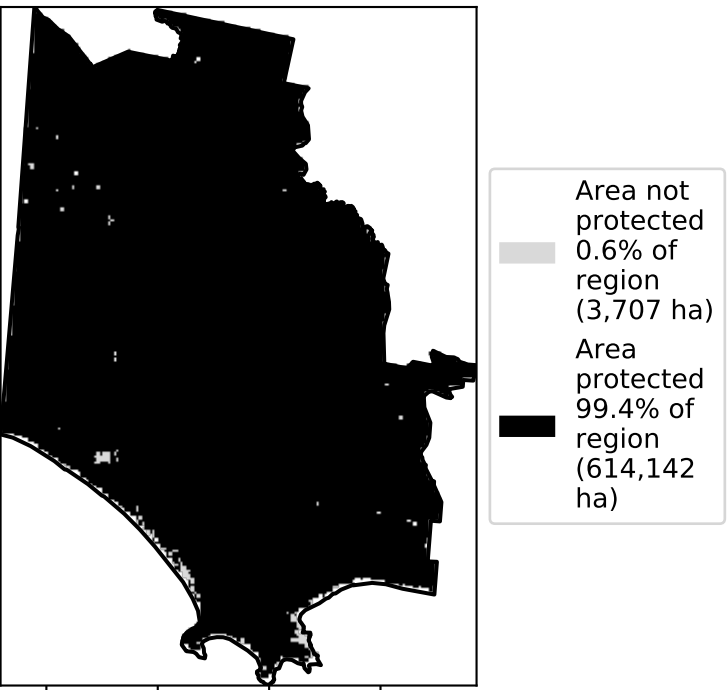 Area not
protected
0.6% of
region
(3,707 ha)
Area
protected
99.4% of
region
(614,142
ha)